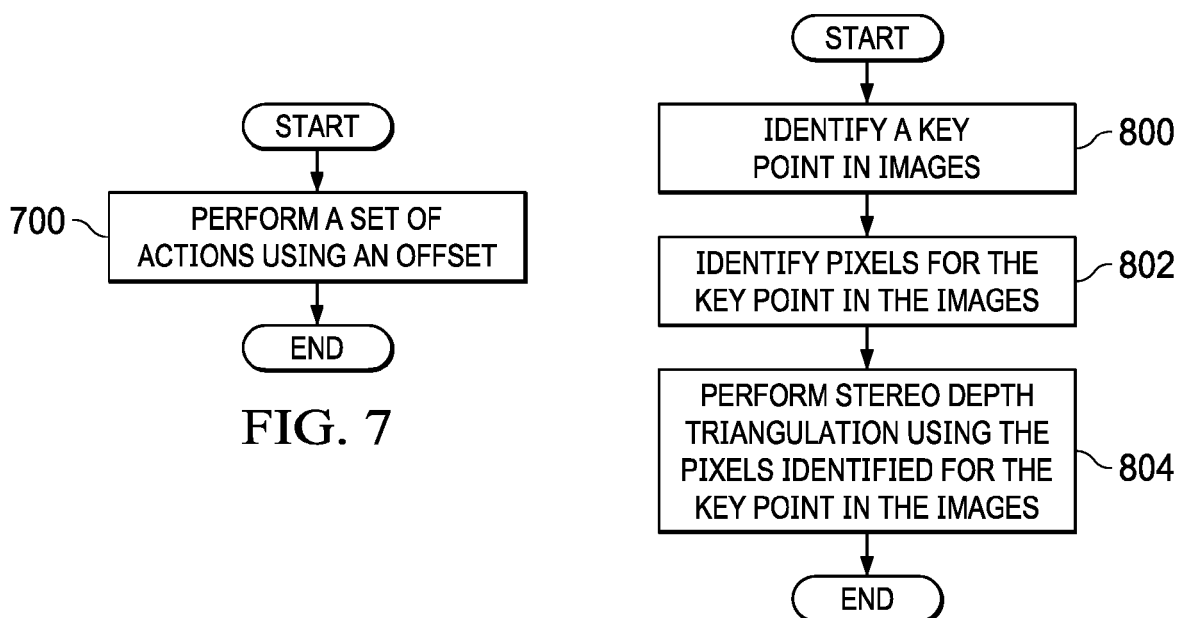 START
700
PERFORM A SET OF
ACTIONS USING AN OFFSET
END
FIG. 7
START
IDENTIFY A KEY
POINT IN IMAGES
800
IDENTIFY PIXELS FOR THE
KEY POINT IN THE IMAGES
802
PERFORM STEREO DEPTH
TRIANGULATION USING THE
PIXELS IDENTIFIED FOR THE
KEY POINT IN THE IMAGES
804
END